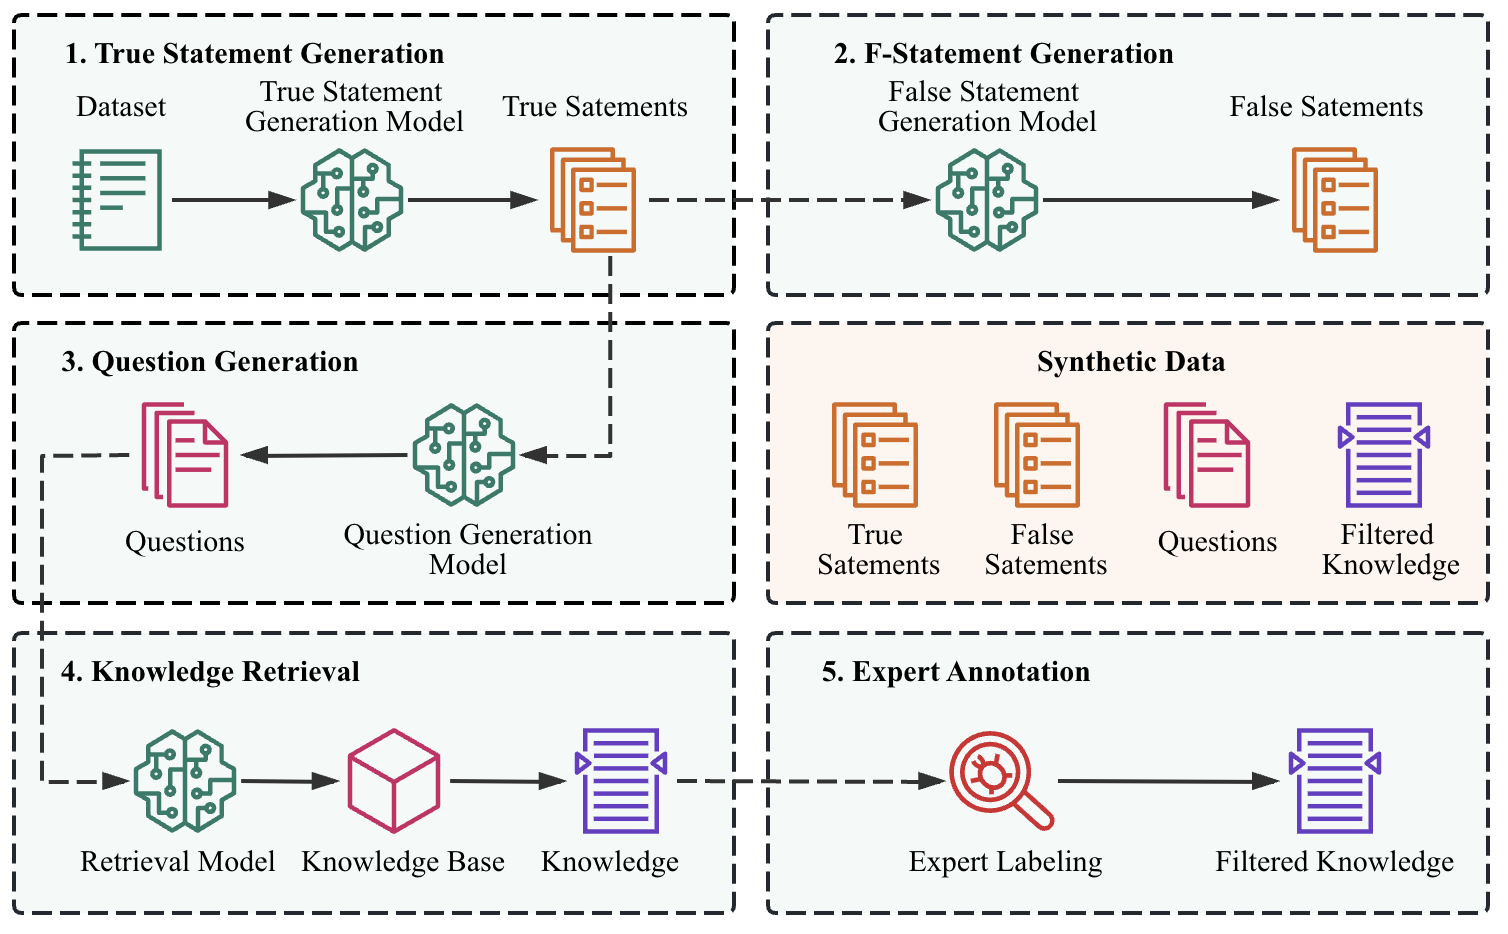 1. True Statement Generation
Dataset
True Statement
Generation Model
True Satements
2. F-Statement Generation
False Statement
Generation Model
False Satements
3. Question Generation
Questions
Question Generation
Model
Synthetic Data
True
Satements
False
Satements
Questions
Filtered
Knowledge
4. Knowledge Retrieval
Retrieval Model
Knowledge Base
Knowledge
5. Expert Annotation
Expert Labeling
Filtered Knowledge